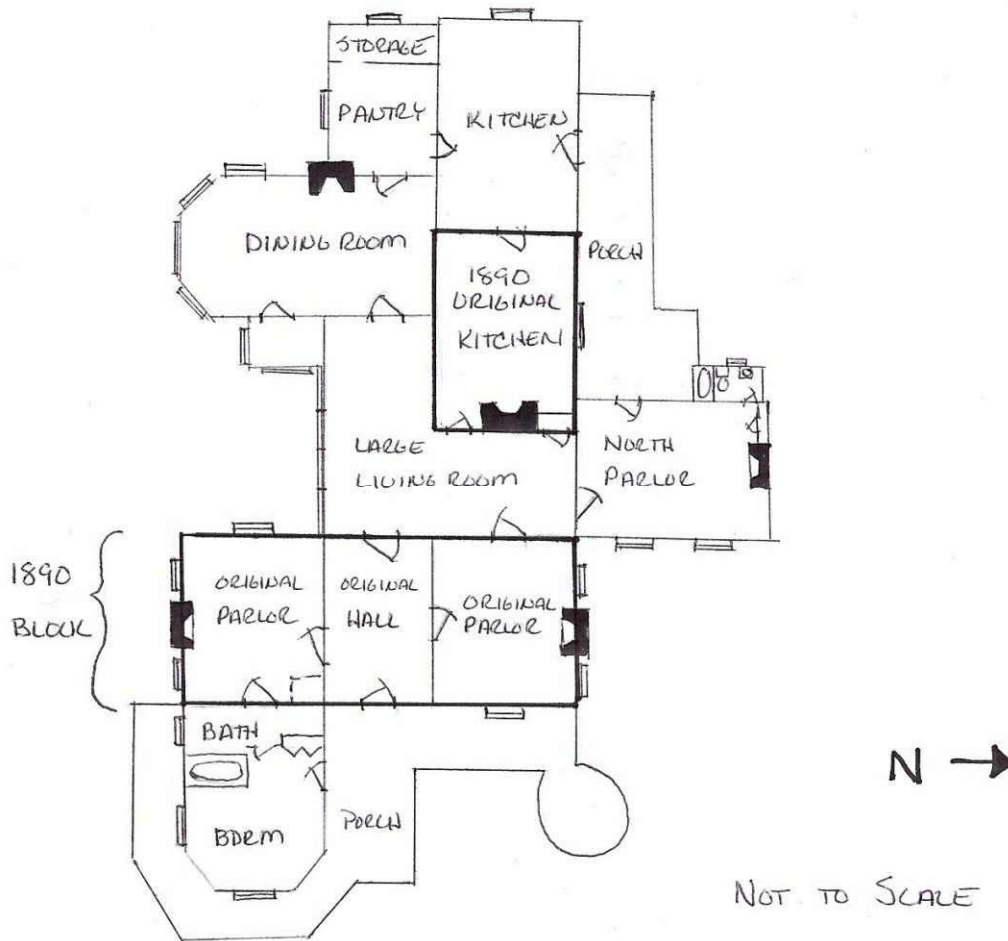 STORAGE
PANTRY
KITCHEN
DINING ROOM
PORCH
1890
ORIGINAL
KITCHEN
LARGE
LIVING ROOM
NORTH
PARLOR
1890
BLOCK
ORIGINAL
PARLOR
ORIGINAL
HALL
ORIGINAL
PARLOR
BATH
BDRM
PORCH
N
NOT TO SCALE